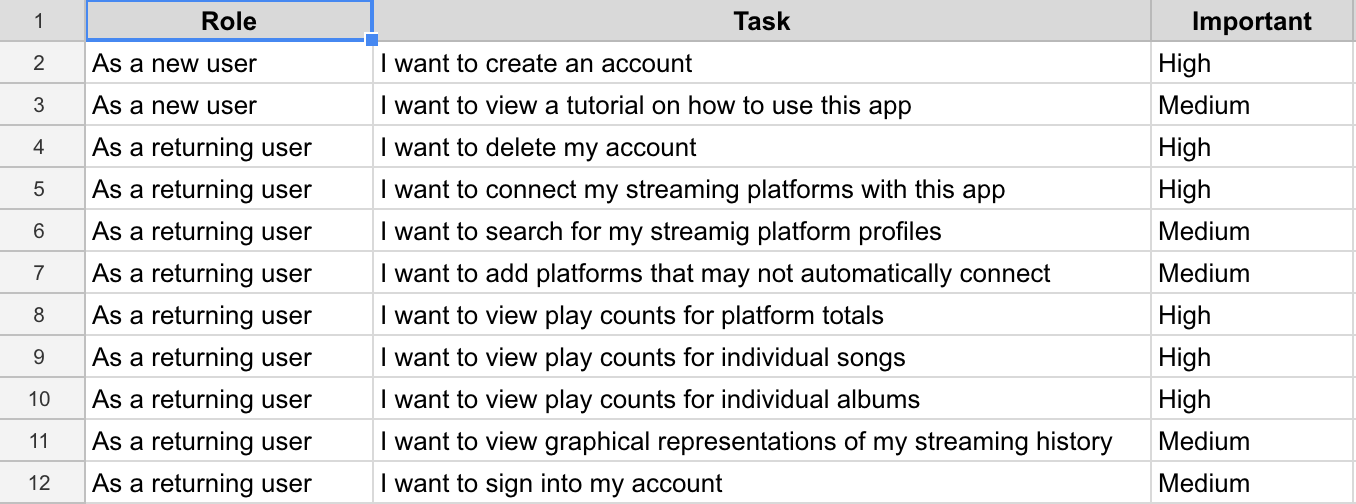 1 Role Task Important
2 As a new user I want to create an account High
3 As a new user I want to view a tutorial on how to use this app Medium
4 As a returning user I want to delete my account High
5 As a returning user I want to connect my streaming platforms with this app High
6 As a returning user I want to search for my streamig platform profiles Medium
7 As a returning user I want to add platforms that may not automatically connect Medium
8 As a returning user I want to view play counts for platform totals High
9 As a returning user I want to view play counts for individual songs High
10 As a returning user I want to view play counts for individual albums High
11 As a returning user I want to view graphical representations of my streaming history Medium
12 As a returning user I want to sign into my account Medium